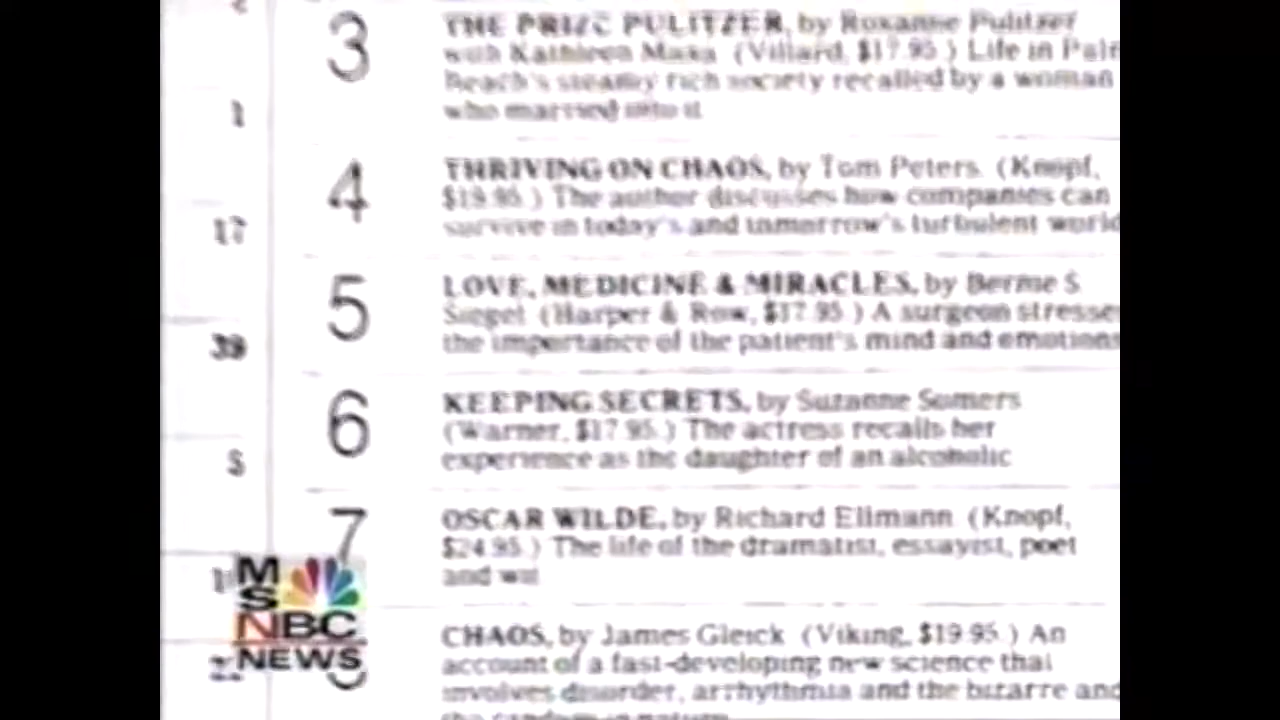 3
THE PRIZE PULITZER, by Roxanne Pulitzer
with Kathleen Maxa (Villard, $17.95.) Life in Palm
Beach's steamy rich society recalled by a woman
who married into it
1
4
THRIVING ON CHAOS, by Tom Peters. (Knopf,
$19.95.) The author discusses how companies can
survive in today's and tomorrow's turbulent world
17
5
LOVE, MEDICINE & MIRACLES, by Bernie S.
Siegel (Harper & Row, $17.95.) A surgeon stresses
the importance of the patient's mind and emotions
39
6
KEEPING SECRETS, by Suzanne Somers
(Warner, $17.95.) The actress recalls her
experience as the daughter of an alcoholic
5
7
OSCAR WILDE, by Richard Ellmann (Knopf,
$24.95.) The life of the dramatist, essayist, poet
and wit
CHAOS, by James Gleick (Viking, $19.95.) An
account of a fast-developing new science that
involves disorder, arrhythmia and the bizarre and
MSNBC
NEWS